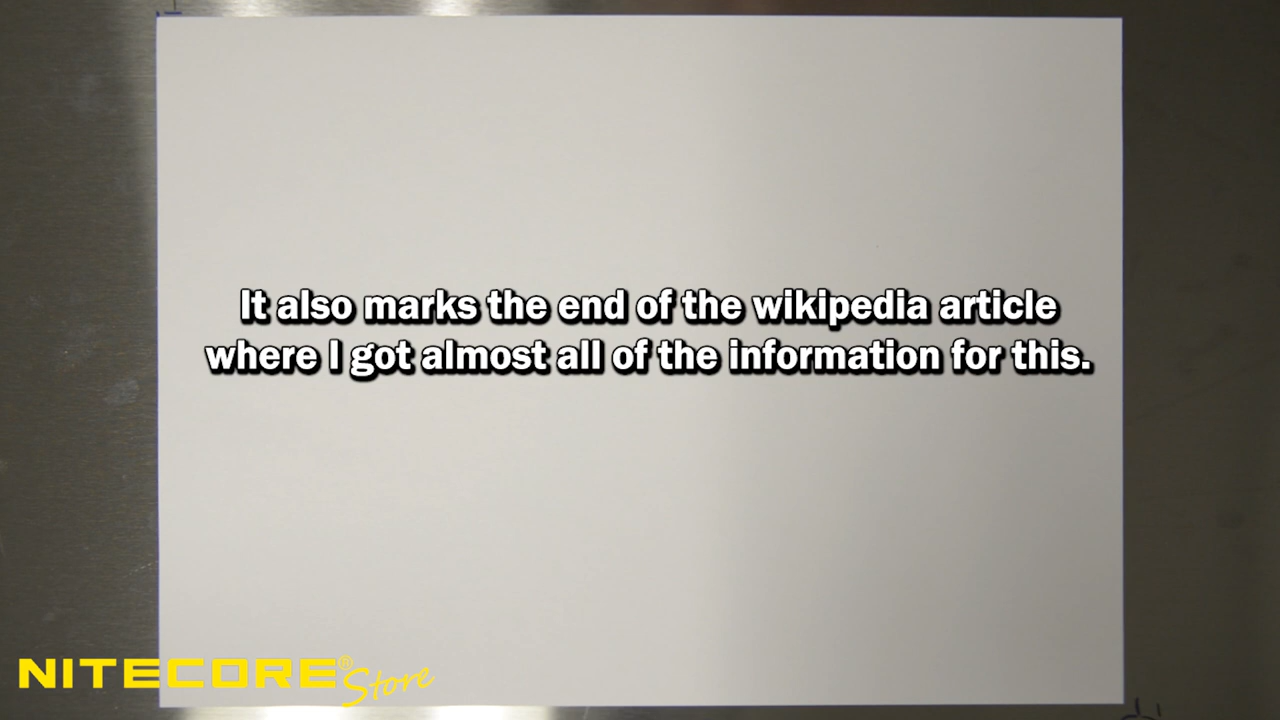 It also marks the end of the wikipedia article
where I got almost all of the information for this.
NITECORE® Store